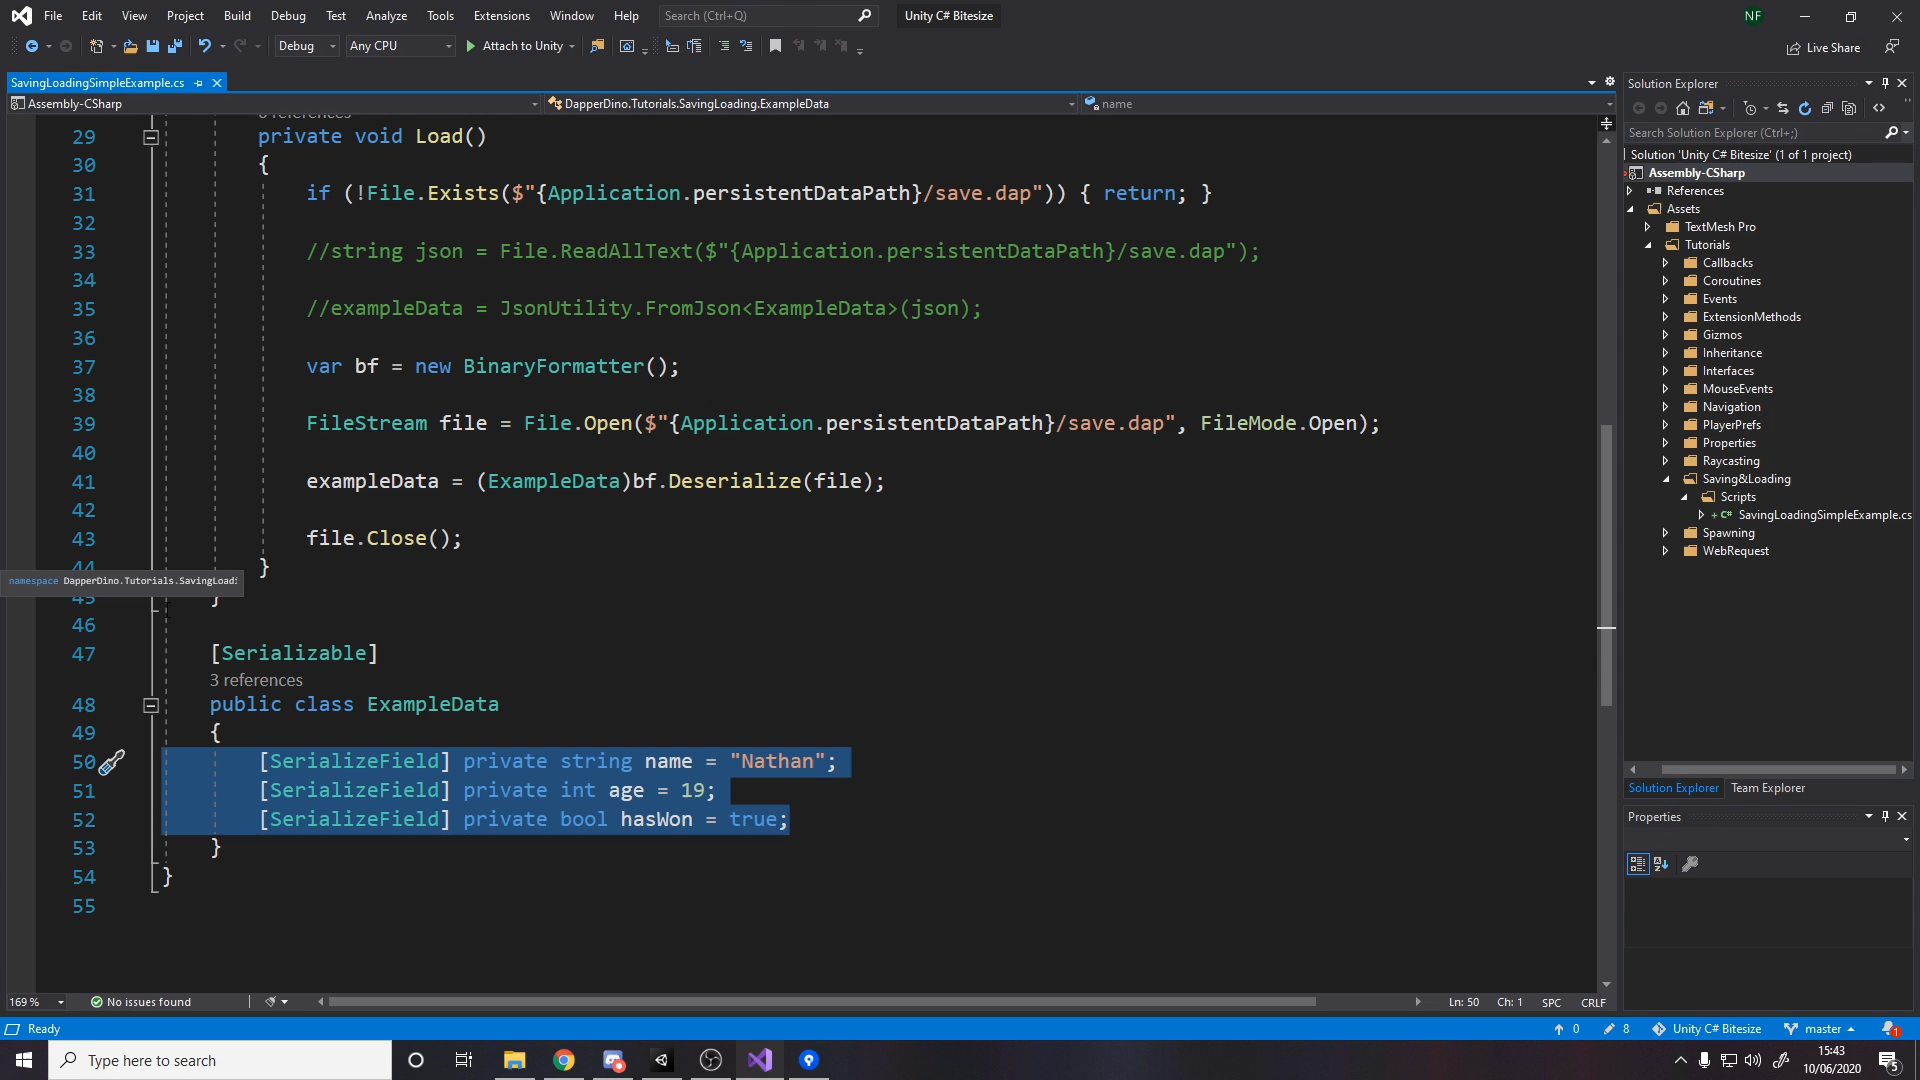 File Edit View Project Build Debug Test Analyze Tools Extensions Window Help Search (Ctrl+Q) Unity C# Bitesize NF
Debug Any CPU Attach to Unity Live Share
SavingLoadingSimpleExample.cs
Assembly-CSharp DapperDino.Tutorials.SavingLoading.ExampleData name
29 private void Load()
30 {
31 if (!File.Exists($"{Application.persistentDataPath}/save.dap")) { return; }
32
33 //string json = File.ReadAllText($"{Application.persistentDataPath}/save.dap");
34
35 //exampleData = JsonUtility.FromJson<ExampleData>(json);
36
37 var bf = new BinaryFormatter();
38
39 FileStream file = File.Open($"{Application.persistentDataPath}/save.dap", FileMode.Open);
40
41 exampleData = (ExampleData)bf.Deserialize(file);
42
43 file.Close();
44 }
namespace DapperDino.Tutorials.SavingLoadi
45 }
46
47 [Serializable]
3 references
48 public class ExampleData
49 {
50 [SerializeField] private string name = "Nathan";
51 [SerializeField] private int age = 19;
52 [SerializeField] private bool hasWon = true;
53 }
54 }
55
169 % No issues found Ln: 50 Ch: 1 SPC CRLF
Solution Explorer
Search Solution Explorer (Ctrl+;)
Solution 'Unity C# Bitesize' (1 of 1 project)
Assembly-CSharp
References
Assets
TextMesh Pro
Tutorials
Callbacks
Coroutines
Events
ExtensionMethods
Gizmos
Inheritance
Interfaces
MouseEvents
Navigation
PlayerPrefs
Properties
Raycasting
Saving&Loading
Scripts
+ C# SavingLoadingSimpleExample.cs
Spawning
WebRequest
Solution Explorer Team Explorer
Properties
Ready 0 8 Unity C# Bitesize master 1
Type here to search
15:43
10/06/2020
5